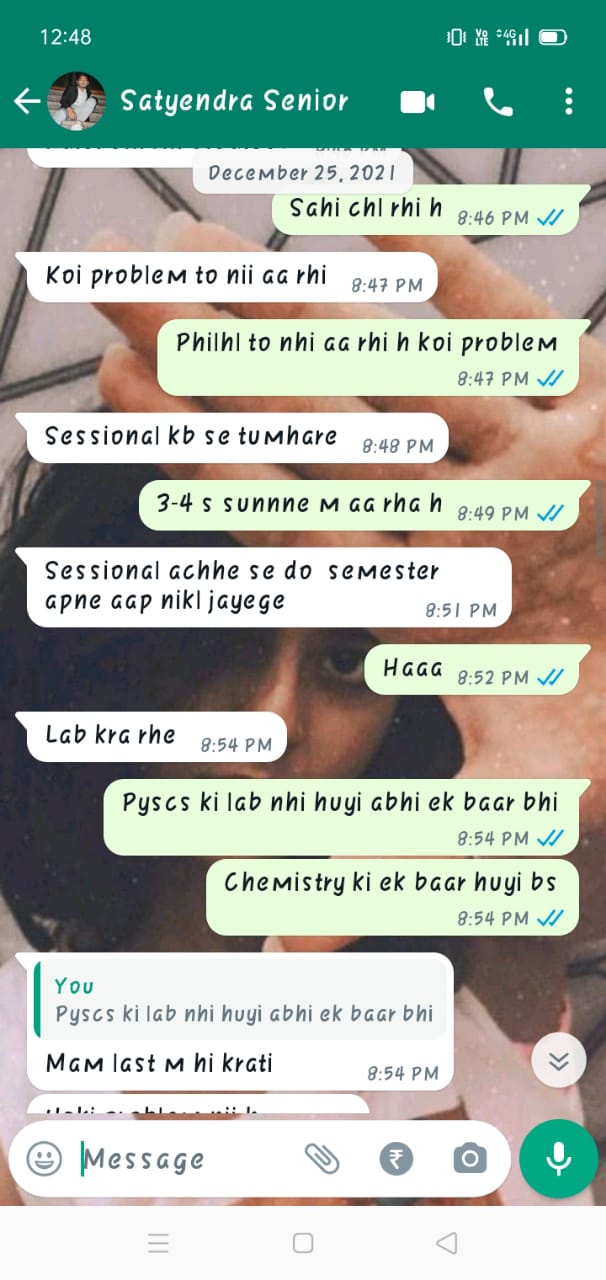 12:48
Vo LTE 4G
Satyendra Senior
December 25, 2021
Sahi chl rhi h 8:46 PM
Koi problem to nii aa rhi 8:47 PM
Philhl to nhi aa rhi h koi problem
8:47 PM
Sessional kb se tumhare 8:48 PM
3-4 s sunnne m aa rha h 8:49 PM
Sessional achhe se do semester
apne aap nikl jayege 8:51 PM
Haaa 8:52 PM
Lab kra rhe 8:54 PM
Pyscs ki lab nhi huyi abhi ek baar bhi
8:54 PM
Chemistry ki ek baar huyi bs
8:54 PM
You
Pyscs ki lab nhi huyi abhi ek baar bhi
Mam last m hi krati 8:54 PM
Message
₹